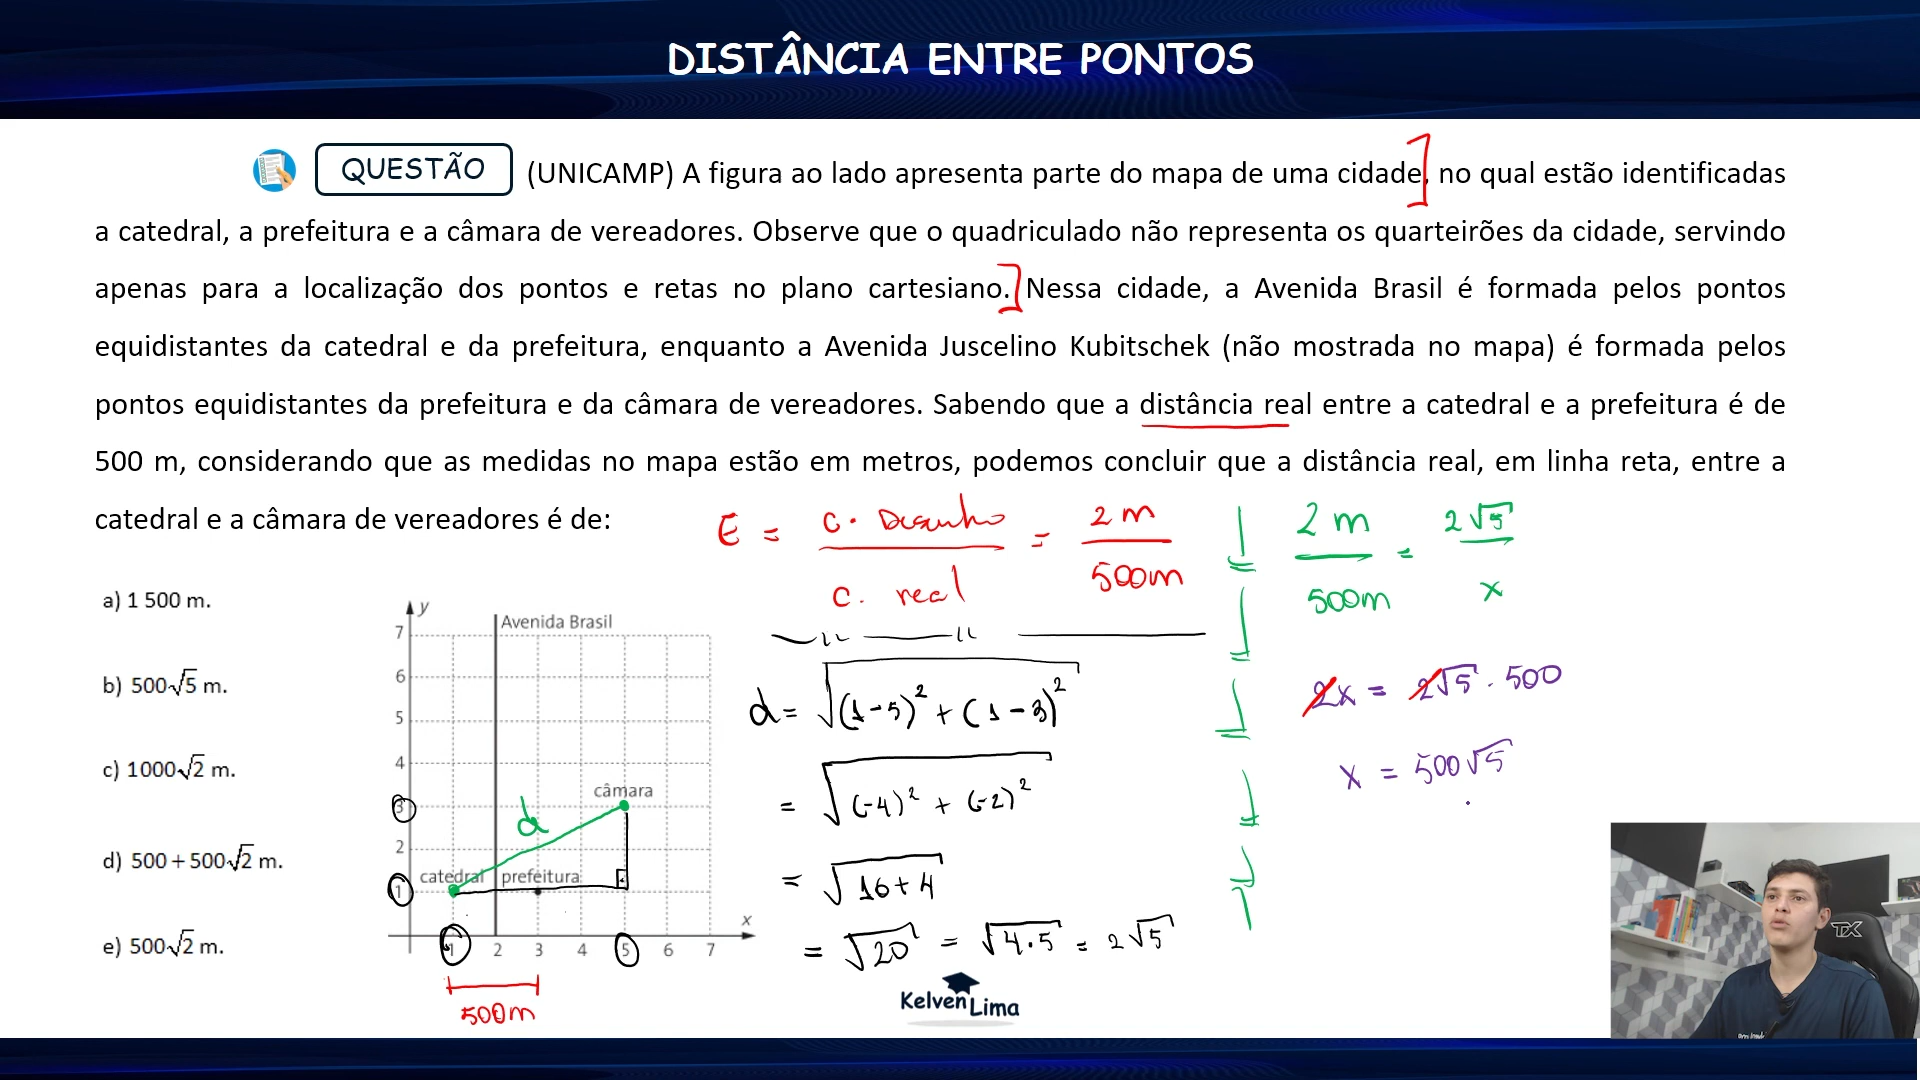 DISTÂNCIA ENTRE PONTOS
QUESTÃO (UNICAMP) A figura ao lado apresenta parte do mapa de uma cidade, no qual estão identificadas
a catedral, a prefeitura e a câmara de vereadores. Observe que o quadriculado não representa os quarteirões da cidade, servindo
apenas para a localização dos pontos e retas no plano cartesiano. Nessa cidade, a Avenida Brasil é formada pelos pontos
equidistantes da catedral e da prefeitura, enquanto a Avenida Juscelino Kubitschek (não mostrada no mapa) é formada pelos
pontos equidistantes da prefeitura e da câmara de vereadores. Sabendo que a distância real entre a catedral e a prefeitura é de
500 m, considerando que as medidas no mapa estão em metros, podemos concluir que a distância real, em linha reta, entre a
catedral e a câmara de vereadores é de:
a) 1 500 m.
b) 500√5 m.
c) 1000√2 m.
d) 500 + 500√2 m.
e) 500√2 m.
y
Avenida Brasil
7
6
5
4
câmara
3
d
2
catedral prefeitura
1
x
1 2 3 4 5 6 7
500m
E = C. Desenho / C. real = 2 m / 500m
d = √(1-5)² + (1-3)²
= √(-4)² + (-2)²
= √16+4
= √20 = √4.5 = 2√5
2 m / 500m = 2√5 / x
2x = 2√5 . 500
x = 500√5
Kelven Lima
TX